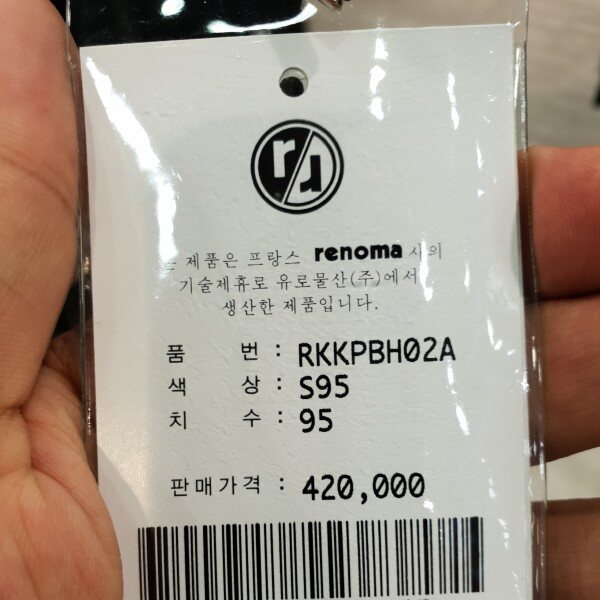 제품은 프랑스 renoma 사의
기술제휴로 유로물산(주)에서
생산한 제품입니다.
품 번 : RKKPBH02A
색 상 : S95
치 수 : 95
판매가격 : 420,000